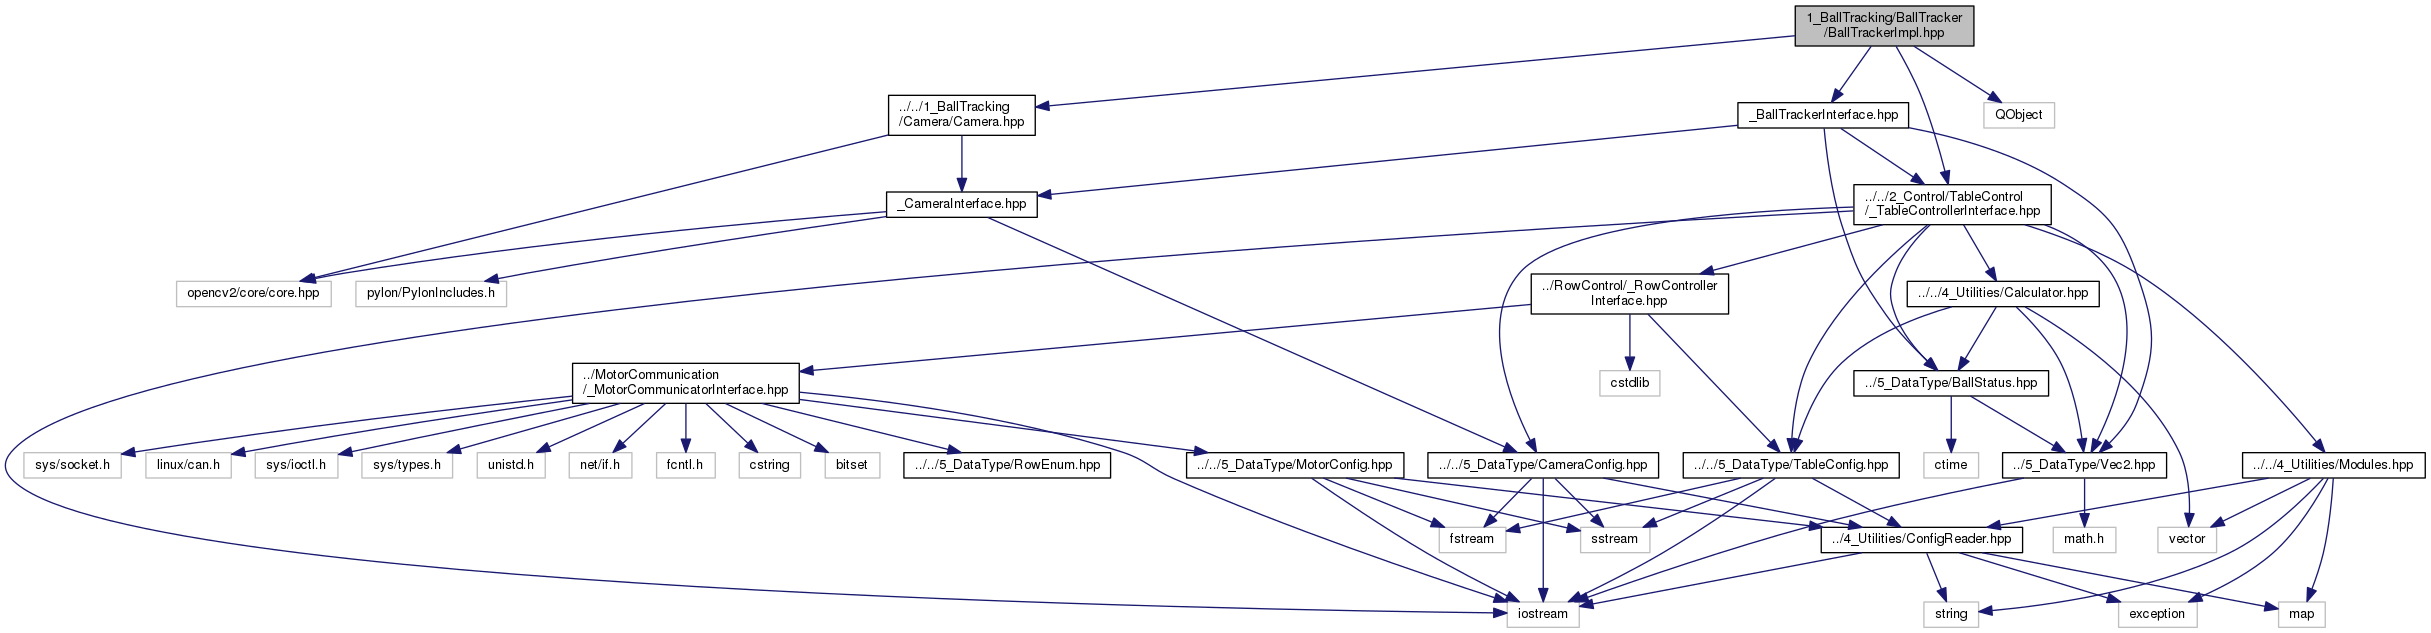 1_BallTracking/BallTracker
/BallTrackerImpl.hpp
../../1_BallTracking
/Camera/Camera.hpp
_BallTrackerInterface.hpp
QObject
_CameraInterface.hpp
../../2_Control/TableControl
/_TableControllerInterface.hpp
opencv2/core/core.hpp
pylon/PylonIncludes.h
../RowControl/_RowController
Interface.hpp
../../4_Utilities/Calculator.hpp
../MotorCommunication
/_MotorCommunicatorInterface.hpp
cstdlib
../5_DataType/BallStatus.hpp
sys/socket.h
linux/can.h
sys/ioctl.h
sys/types.h
unistd.h
net/if.h
fcntl.h
cstring
bitset
../../5_DataType/RowEnum.hpp
../../5_DataType/MotorConfig.hpp
../../5_DataType/CameraConfig.hpp
../../5_DataType/TableConfig.hpp
ctime
../5_DataType/Vec2.hpp
../../4_Utilities/Modules.hpp
fstream
sstream
../4_Utilities/ConfigReader.hpp
math.h
vector
iostream
string
exception
map